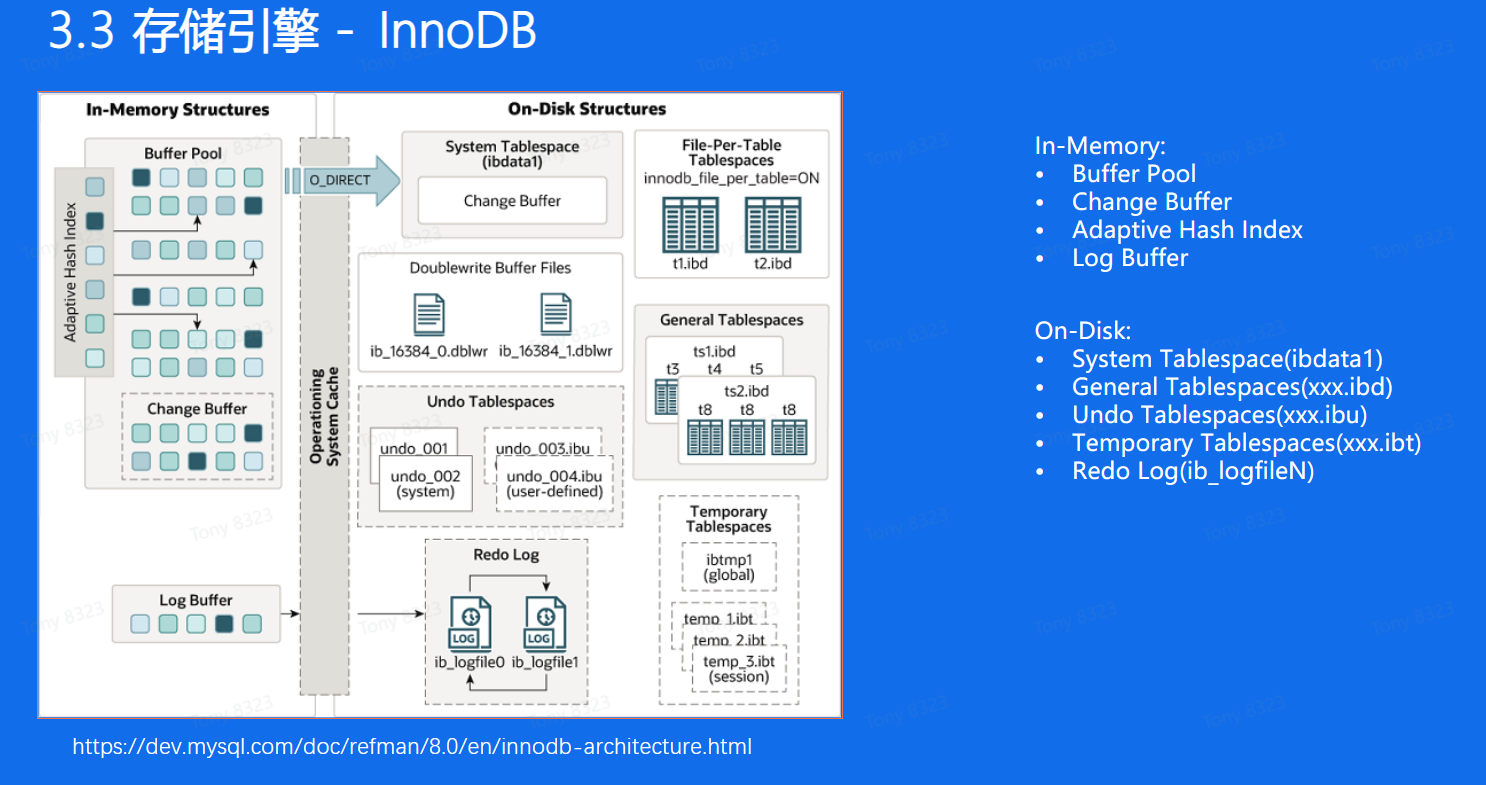 3.3 存储引擎 - InnoDB
In-Memory Structures
On-Disk Structures
Buffer Pool
Adaptive Hash Index
Change Buffer
Log Buffer
Operationing
System Cache
O_DIRECT
System Tablespace
(ibdata1)
Change Buffer
Doublewrite Buffer Files
ib_16384_0.dblwr ib_16384_1.dblwr
Undo Tablespaces
undo_001
undo_002
(system)
undo_003.ibu
undo_004.ibu
(user-defined)
Redo Log
LOG
LOG
ib_logfile0 ib_logfile1
File-Per-Table
Tablespaces
innodb_file_per_table=ON
t1.ibd t2.ibd
General Tablespaces
ts1.ibd
t3 t4 t5
ts2.ibd
t8 t8 t8
Temporary
Tablespaces
ibtmp1
(global)
temp_1.ibt
temp_2.ibt
temp_3.ibt
(session)
In-Memory:
• Buffer Pool
• Change Buffer
• Adaptive Hash Index
• Log Buffer
On-Disk:
• System Tablespace(ibdata1)
• General Tablespaces(xxx.ibd)
• Undo Tablespaces(xxx.ibu)
• Temporary Tablespaces(xxx.ibt)
• Redo Log(ib_logfileN)
https://dev.mysql.com/doc/refman/8.0/en/innodb-architecture.html
Tony 8323